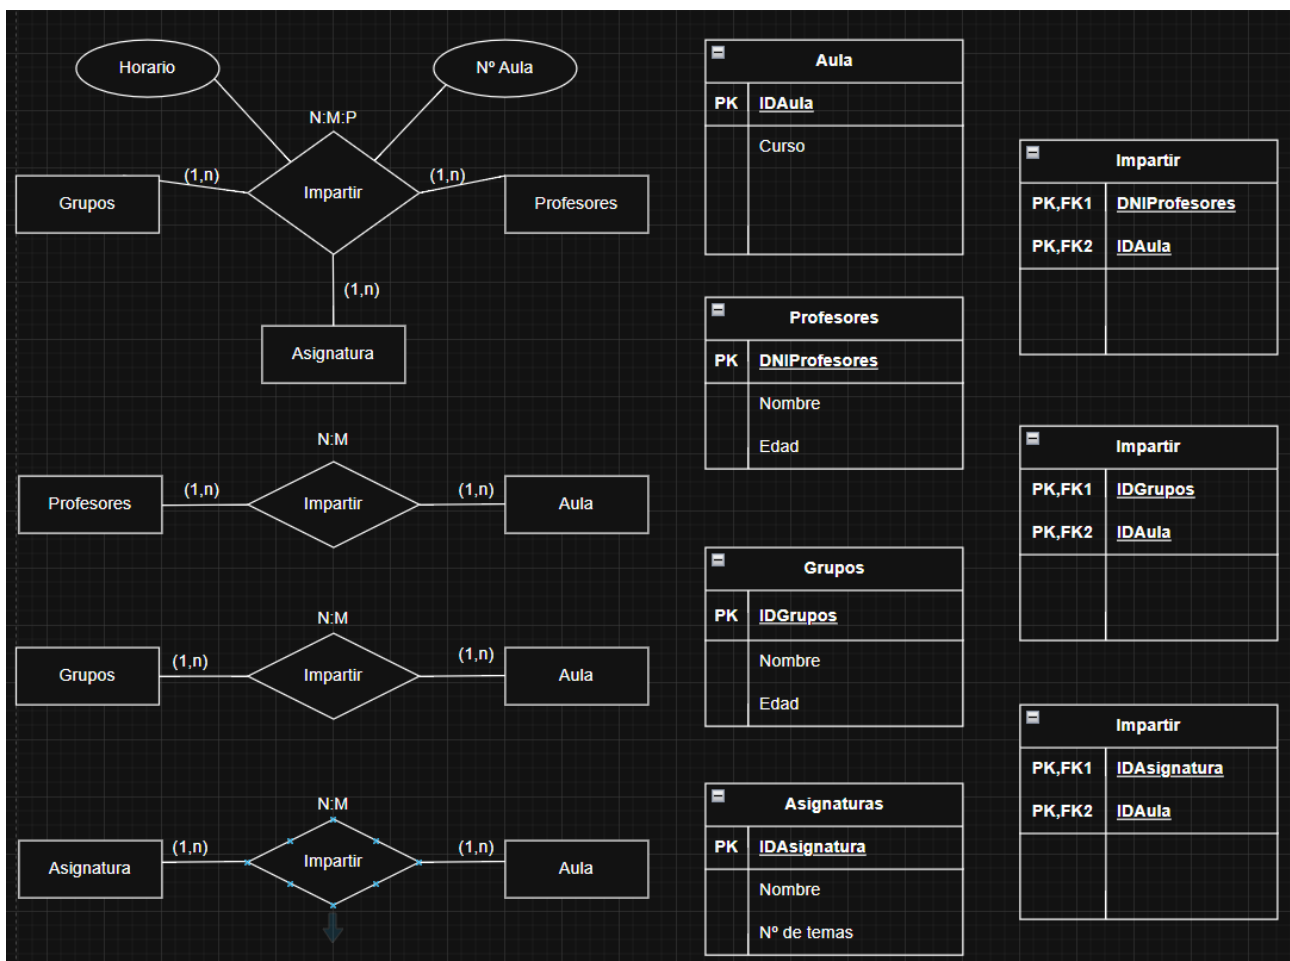 Horario
Nº Aula
N:M:P
(1,n)
(1,n)
Grupos
Impartir
Profesores
(1,n)
Asignatura
N:M
Profesores
(1,n)
Impartir
(1,n)
Aula
N:M
Grupos
(1,n)
Impartir
(1,n)
Aula
N:M
Asignatura
(1,n)
Impartir
(1,n)
Aula
Aula
PK IDAula
Curso
Profesores
PK DNIProfesores
Nombre
Edad
Grupos
PK IDGrupos
Nombre
Edad
Asignaturas
PK IDAsignatura
Nombre
Nº de temas
Impartir
PK,FK1 DNIProfesores
PK,FK2 IDAula
Impartir
PK,FK1 IDGrupos
PK,FK2 IDAula
Impartir
PK,FK1 IDAsignatura
PK,FK2 IDAula